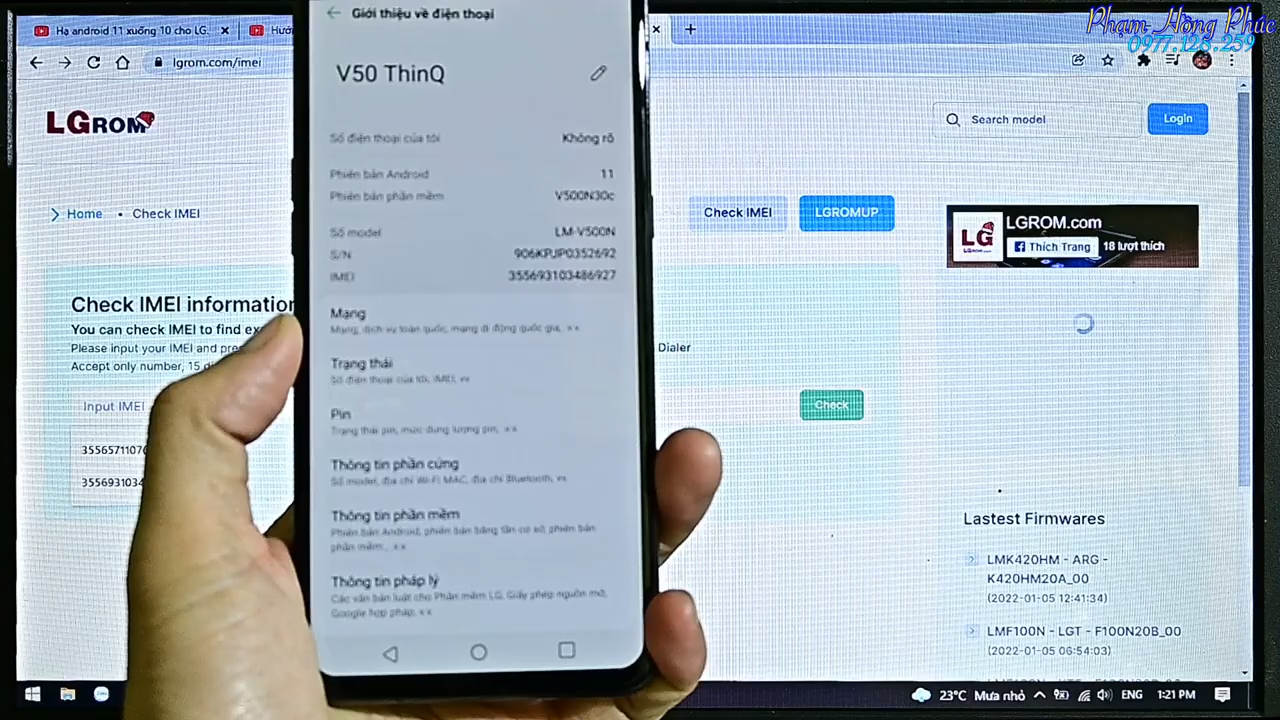 Phạm Hồng Phúc
0977.128.259
Hạ android 11 xuống 10 cho LG.
Hướ
lgrom.com/imei
LGROM
Search model
Login
Home • Check IMEI
Check IMEI
LGROMUP
LGROM.com
Thích Trang
18 lượt thích
Check IMEI information
You can check IMEI to find ex
Please input your IMEI and pre
Accept only number, 15 di
Dialer
Input IMEI
Check
35565711070
3556931034
Lastest Firmwares
LMK420HM - ARG -
K420HM20A_00
(2022-01-05 12:41:34)
LMF100N - LGT - F100N20B_00
(2022-01-05 06:54:03)
23°C Mưa nhỏ
ENG
1:21 PM
Giới thiệu về điện thoại
V50 ThinQ
Số điện thoại của tôi
Không rõ
Phiên bản Android
11
Phiên bản phần mềm
V500N30c
Số model
LM-V500N
S/N
906KPJP0352692
IMEI
355693103486927
Mạng
Mạng, dịch vụ toàn quốc, mạng di động quốc gia, v.v
Trạng thái
Số điện thoại của tôi, IMEI, v.v
Pin
Trạng thái pin, mức dung lượng pin, v.v
Thông tin phần cứng
Số model, địa chỉ Wi-Fi MAC, địa chỉ Bluetooth, v.v
Thông tin phần mềm
Phiên bản Android, phiên bản băng tần cơ sở, phiên bản
phần mềm , v.v
Thông tin pháp lý
Các văn bản luật cho Phần mềm LG, Giấy phép nguồn mở,
Google hợp pháp, v.v